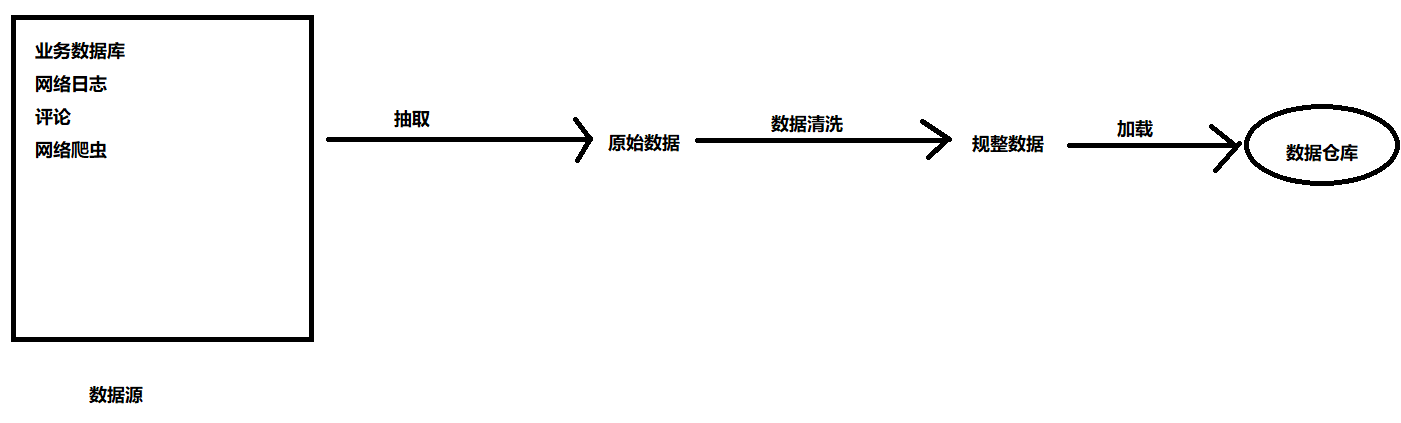 业务数据库
网络日志
评论
网络爬虫
数据源
抽取
原始数据
数据清洗
规整数据
加载
数据仓库